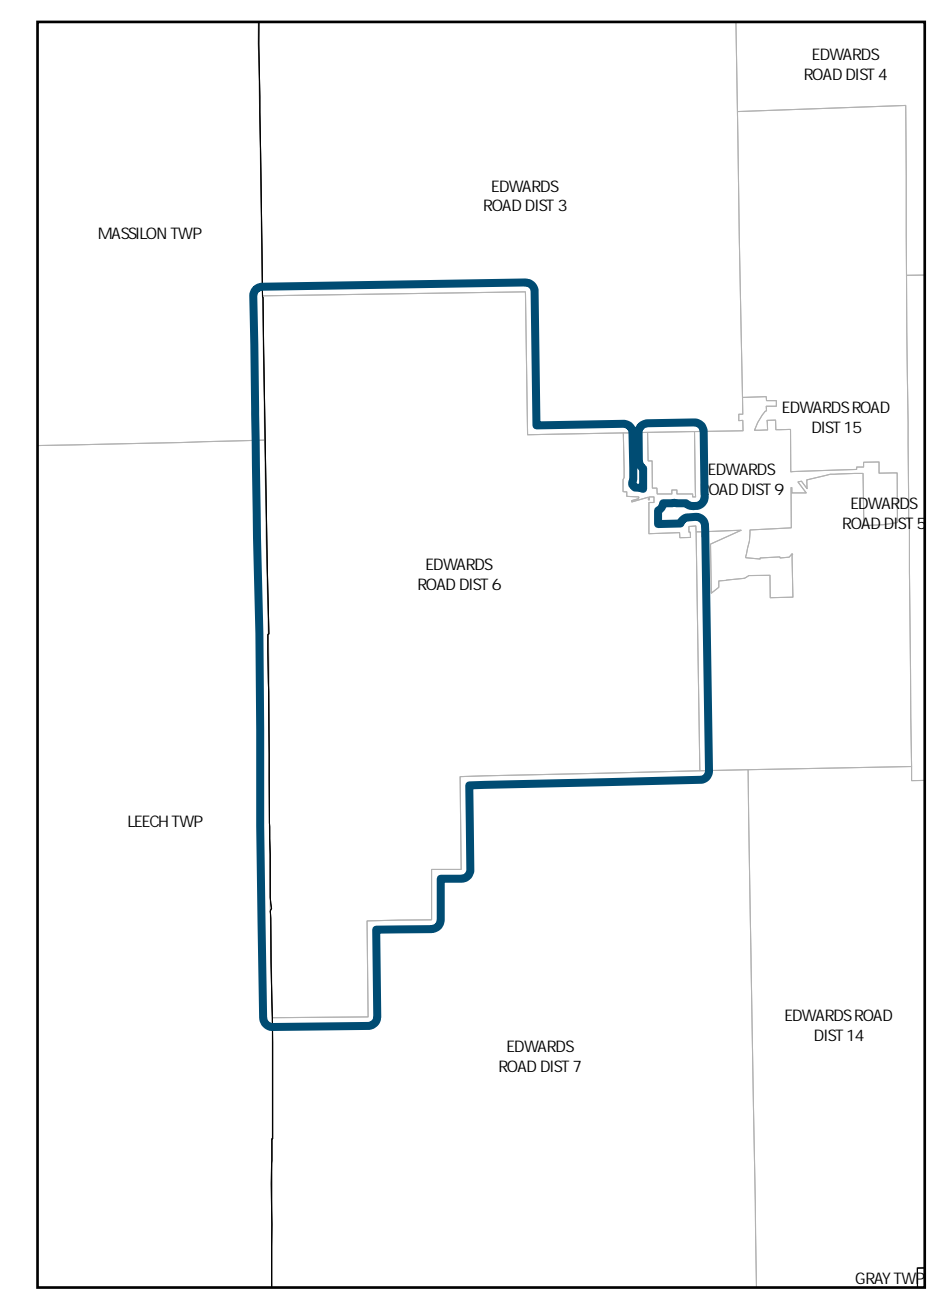 EDWARDS
ROAD DIST 4
EDWARDS
ROAD DIST 3
MASSILON TWP
EDWARDS ROAD
DIST 15
EDWARDS
OAD DIST 9
EDWARDS
ROAD DIST 5
EDWARDS
ROAD DIST 6
LEECH TWP
EDWARDS ROAD
DIST 14
EDWARDS
ROAD DIST 7
GRAY TWP